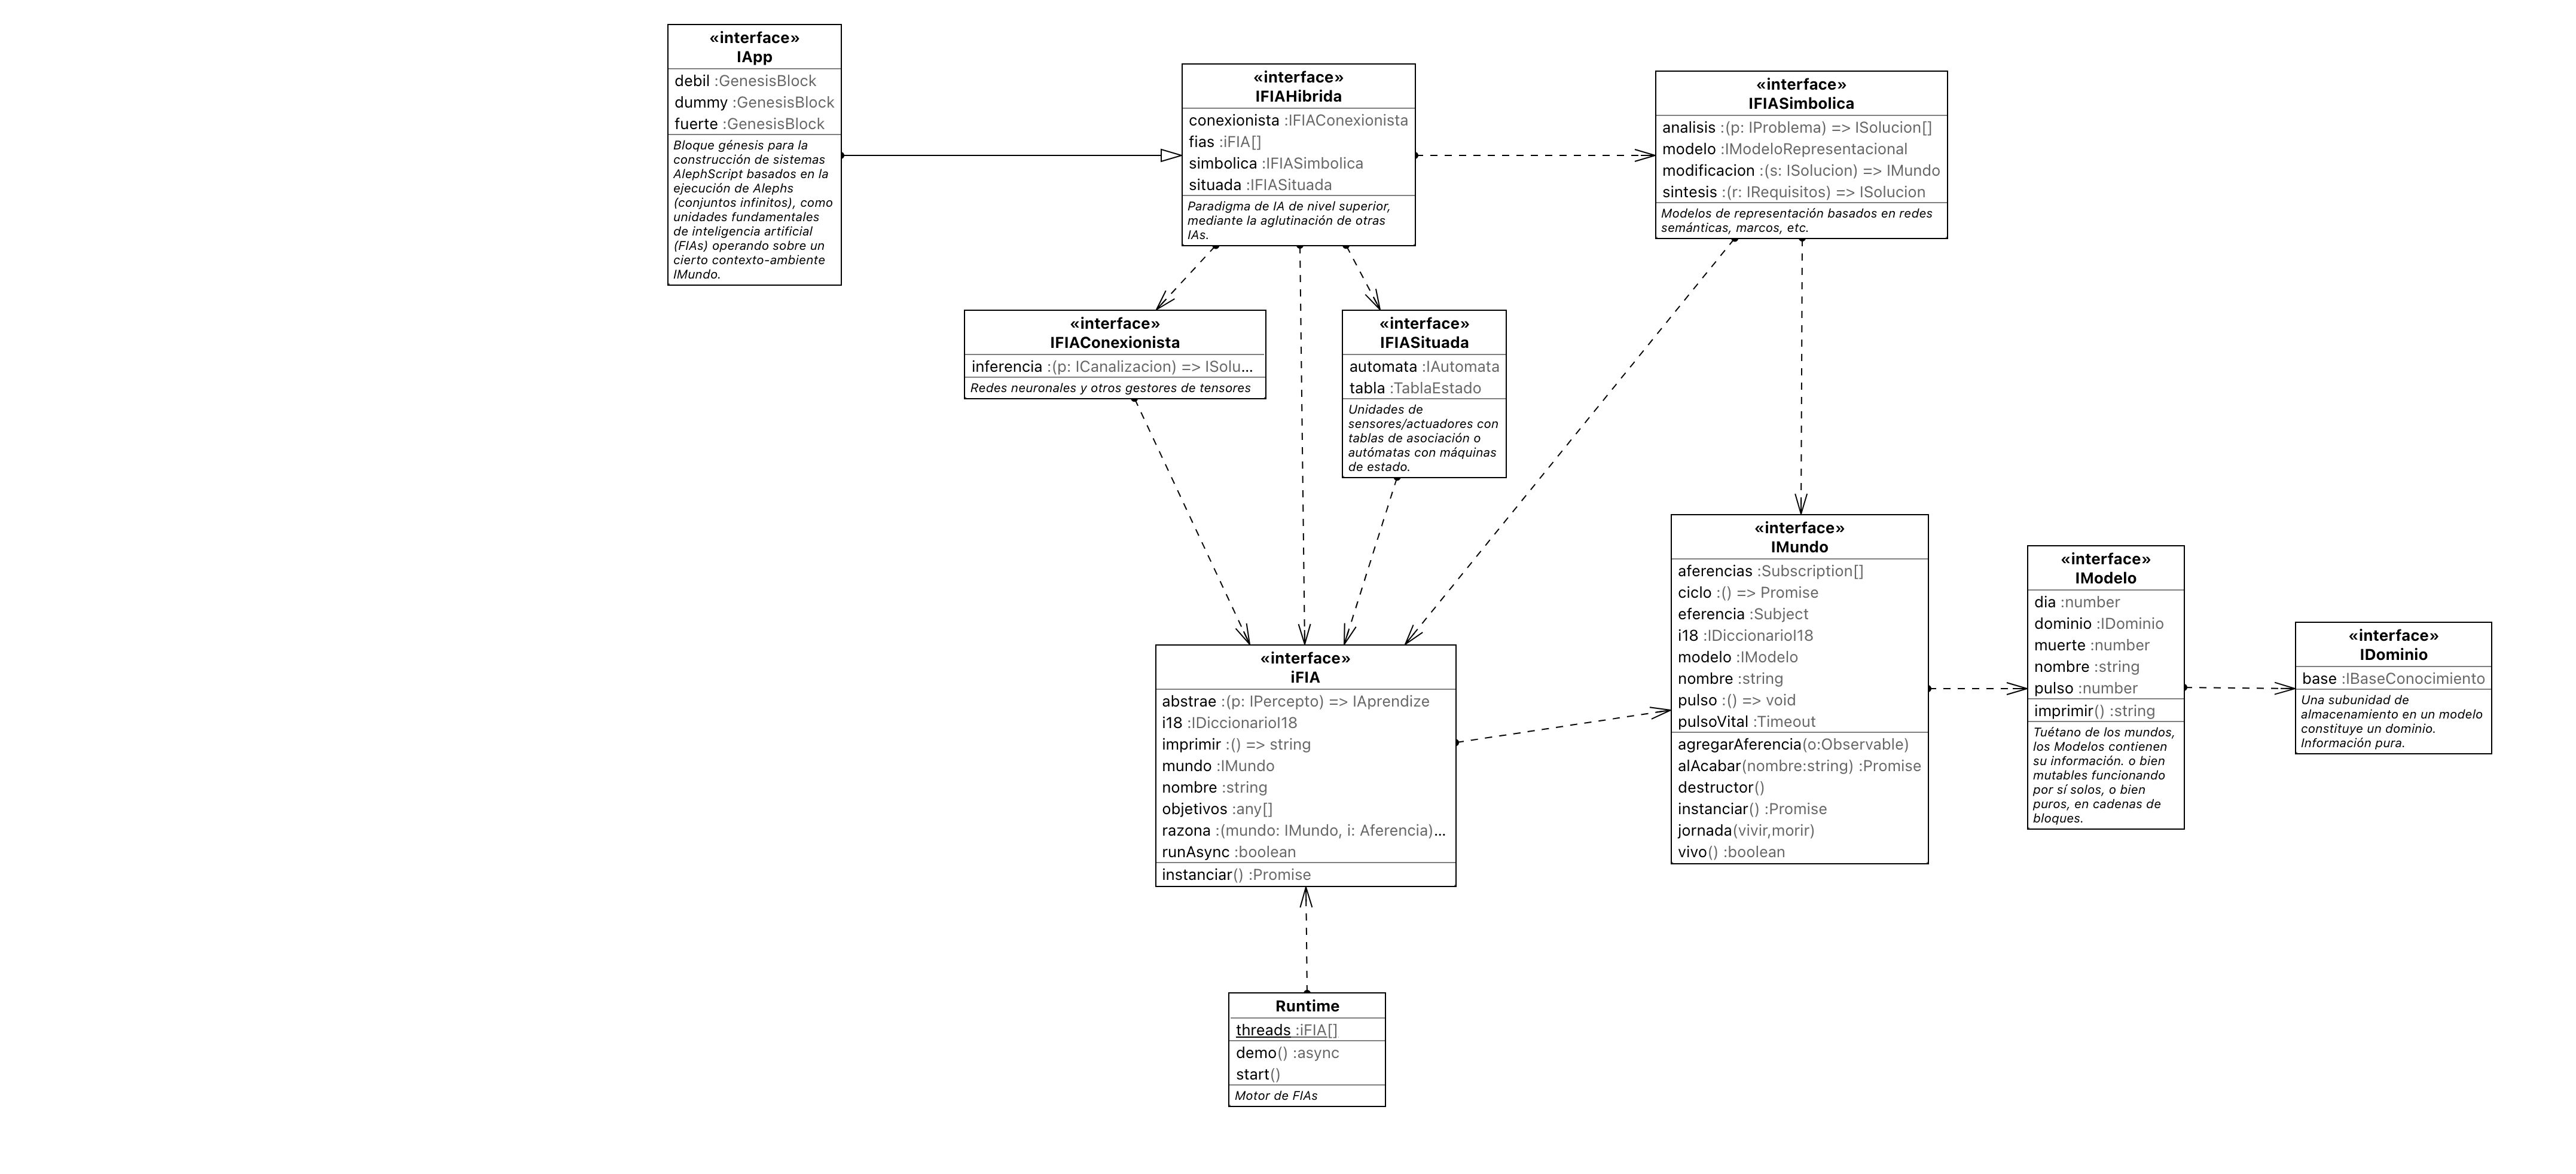 «interface»
IApp
debil :GenesisBlock
dummy :GenesisBlock
fuerte :GenesisBlock
Bloque génesis para la
construcción de sistemas
AlephScript basados en la
ejecución de Alephs
(conjuntos infinitos), como
unidades fundamentales
de inteligencia artificial
(FIAs) operando sobre un
cierto contexto-ambiente
IMundo.
«interface»
IFIAHibrida
conexionista :IFIAConexionista
fias :iFIA[]
simbolica :IFIASimbolica
situada :IFIASituada
Paradigma de IA de nivel superior,
mediante la aglutinación de otras
IAs.
«interface»
IFIASimbolica
analisis :(p: IProblema) => ISolucion[]
modelo :IModeloRepresentacional
modificacion :(s: ISolucion) => IMundo
sintesis :(r: IRequisitos) => ISolucion
Modelos de representación basados en redes
semánticas, marcos, etc.
«interface»
IFIAConexionista
inferencia :(p: ICanalizacion) => ISolu...
Redes neuronales y otros gestores de tensores
«interface»
IFIASituada
automata :IAutomata
tabla :TablaEstado
Unidades de
sensores/actuadores con
tablas de asociación o
autómatas con máquinas
de estado.
«interface»
iFIA
abstrae :(p: IPercepto) => IAprendize
i18 :IDiccionarioI18
imprimir :() => string
mundo :IMundo
nombre :string
objetivos :any[]
razona :(mundo: IMundo, i: Aferencia)...
runAsync :boolean
instanciar() :Promise
«interface»
IMundo
aferencias :Subscription[]
ciclo :() => Promise
eferencia :Subject
i18 :IDiccionarioI18
modelo :IModelo
nombre :string
pulso :() => void
pulsoVital :Timeout
agregarAferencia(o:Observable)
alAcabar(nombre:string) :Promise
destructor()
instanciar() :Promise
jornada(vivir,morir)
vivo() :boolean
«interface»
IModelo
dia :number
dominio :IDominio
muerte :number
nombre :string
pulso :number
imprimir() :string
Tuétano de los mundos,
los Modelos contienen
su información. o bien
mutables funcionando
por sí solos, o bien
puros, en cadenas de
bloques.
«interface»
IDominio
base :IBaseConocimiento
Una subunidad de
almacenamiento en un modelo
constituye un dominio.
Información pura.
Runtime
threads :iFIA[]
demo() :async
start()
Motor de FIAs